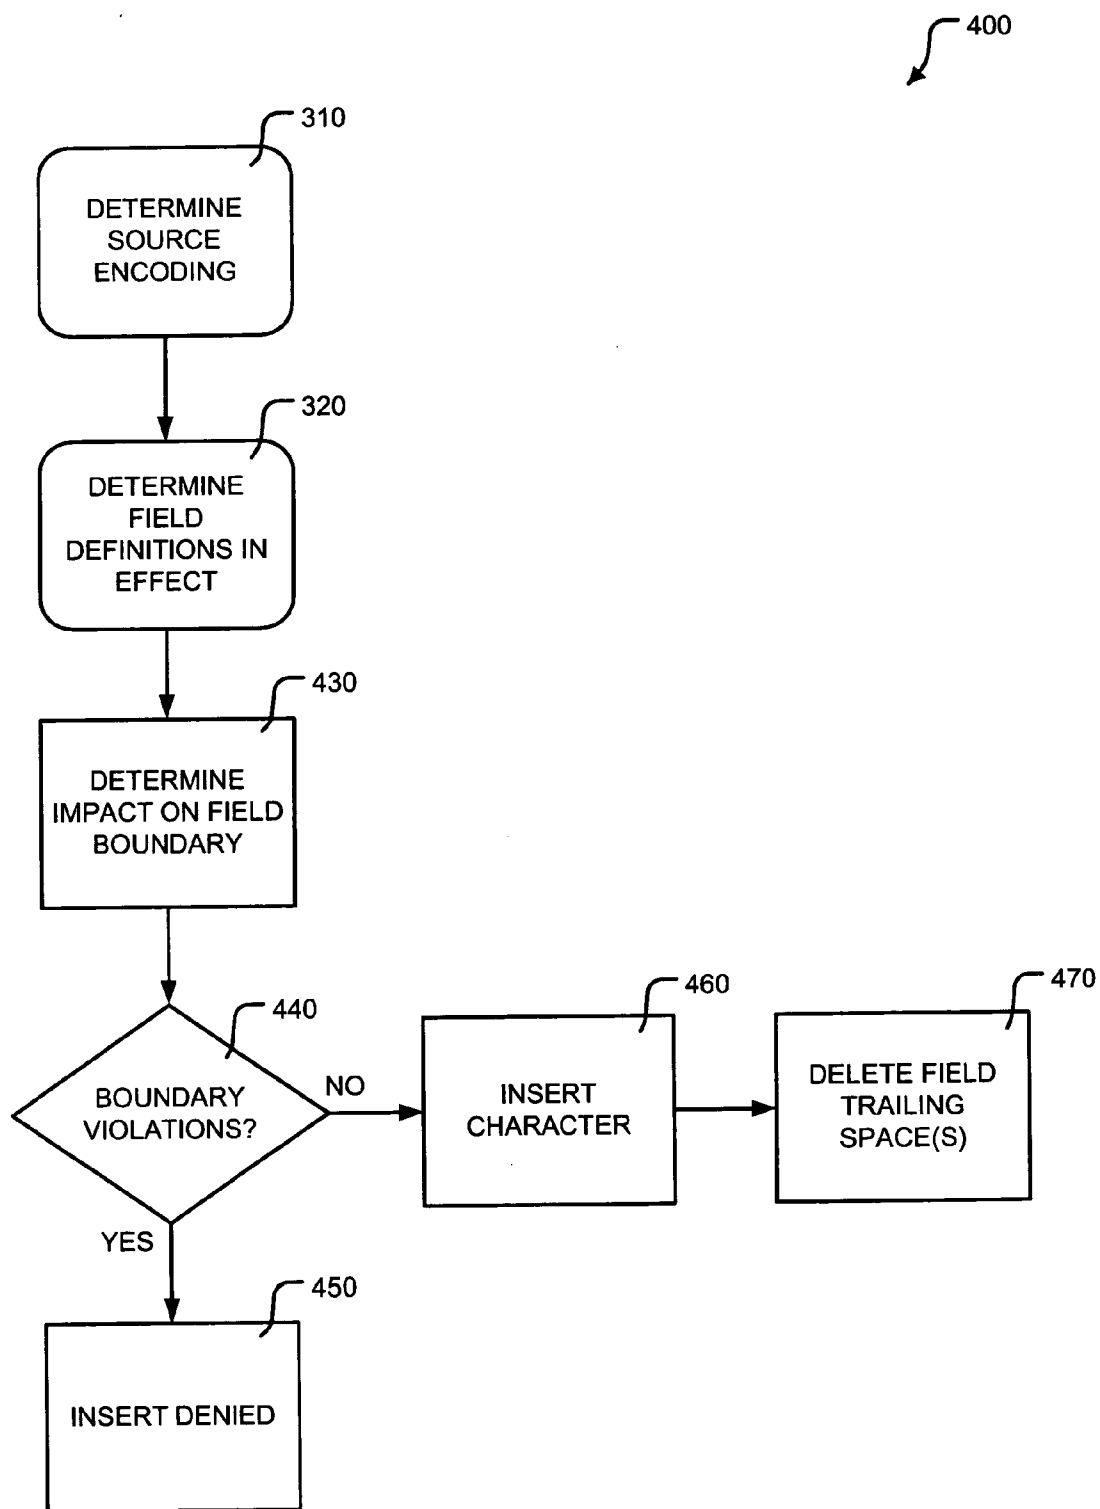 400
310
DETERMINE
SOURCE
ENCODING
320
DETERMINE
FIELD
DEFINITIONS IN
EFFECT
430
DETERMINE
IMPACT ON FIELD
BOUNDARY
440
BOUNDARY
VIOLATIONS?
NO
YES
460
INSERT
CHARACTER
470
DELETE FIELD
TRAILING
SPACE(S)
450
INSERT DENIED